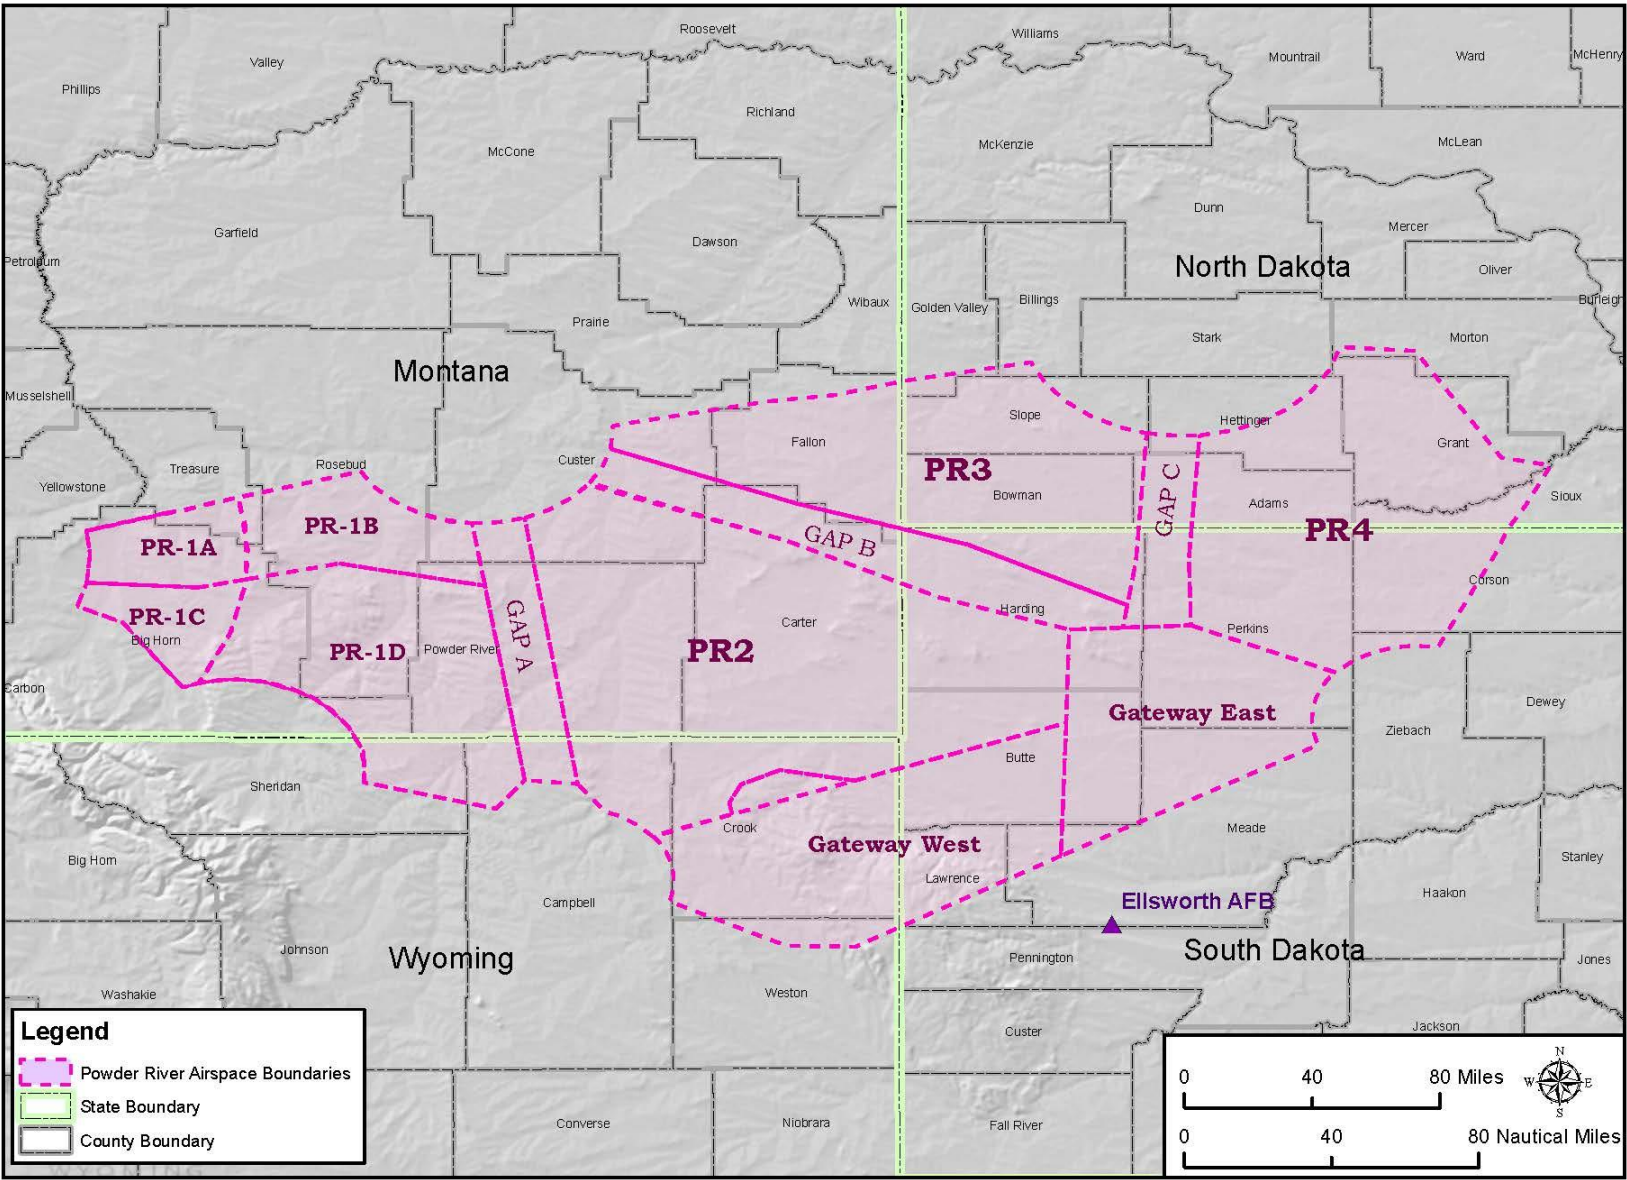 Roosevelt
Williams
Valley
Mountrail
Ward
McHenry
Phillips
Richland
McCone
McKenzie
McLean
Dunn
Garfield
Mercer
Dawson
Petroleum
North Dakota
Oliver
Wibaux
Golden Valley
Billings
Burleigh
Prairie
Stark
Morton
Montana
Musselshell
Slope
Hettinger
Fallon
Grant
Custer
Rosebud
Treasure
PR3
Yellowstone
Bowman
GAP C
Adams
Sioux
PR-1B
PR4
PR-1A
GAP B
Corson
PR-1C
Harding
Big Horn
GAP A
Carter
Perkins
PR-1D
Powder River
PR2
Carbon
Dewey
Gateway East
Ziebach
Butte
Sheridan
Crook
Meade
Gateway West
Big Horn
Stanley
Lawrence
Haakon
Campbell
Ellsworth AFB
Johnson
Wyoming
South Dakota
Pennington
Jones
Washakie
Weston
Custer
Jackson
Converse
Niobrara
Fall River
Legend
Powder River Airspace Boundaries
State Boundary
County Boundary
WYOMING
N
W E
S
0 40 80 Miles
0 40 80 Nautical Miles